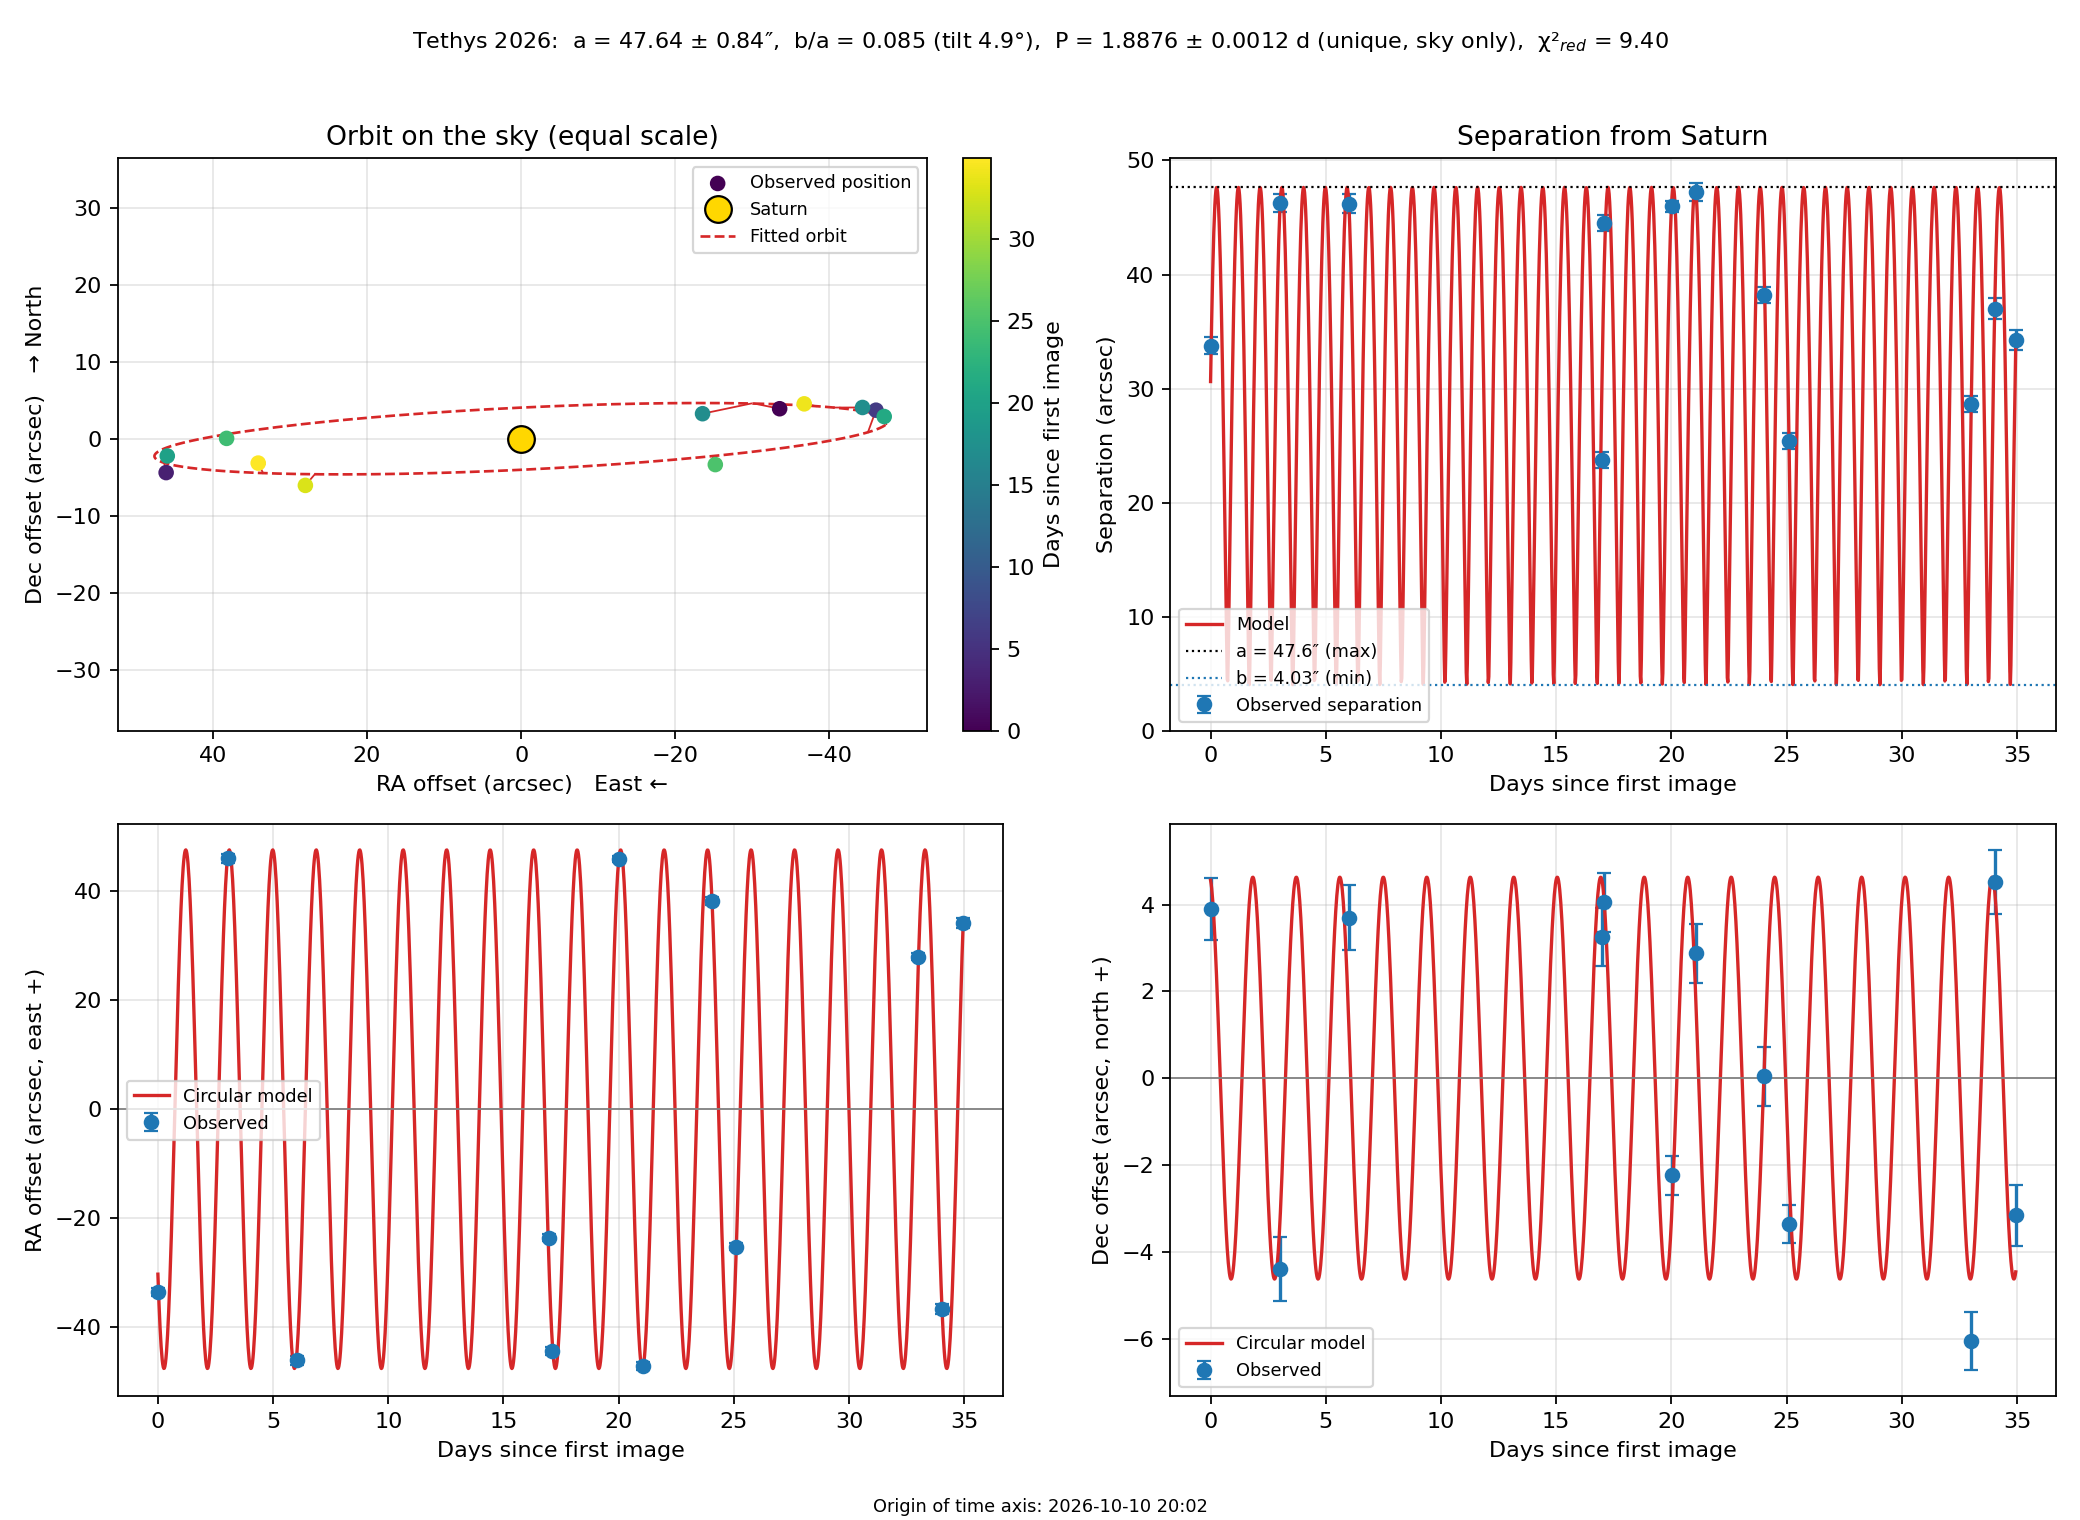 Tethys 2026:  a = 47.64 ± 0.84″,  b/a = 0.085 (tilt 4.9°),  P = 1.8876 ± 0.0012 d (unique, sky only),  χ²red = 9.40
Orbit on the sky (equal scale)
Observed position
Saturn
Fitted orbit
30
20
10
0
−10
−20
−30
Dec offset (arcsec)   → North
40
20
0
−20
−40
RA offset (arcsec)   East ←
30
25
20
15
10
5
0
Days since first image
Separation from Saturn
50
40
30
20
10
0
Separation (arcsec)
Model
a = 47.6″ (max)
b = 4.03″ (min)
Observed separation
0
5
10
15
20
25
30
35
Days since first image
40
20
0
−20
−40
RA offset (arcsec, east +)
Circular model
Observed
0
5
10
15
20
25
30
35
Days since first image
4
2
0
−2
−4
−6
Dec offset (arcsec, north +)
Circular model
Observed
0
5
10
15
20
25
30
35
Days since first image
Origin of time axis: 2026-10-10 20:02